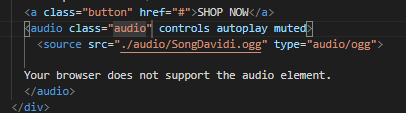 <a class="button" href="#">SHOP NOW</a>
<audio class="audio" controls autoplay muted>
<source src="./audio/SongDavidi.ogg" type="audio/ogg">
Your browser does not support the audio element.
</audio>
</div>